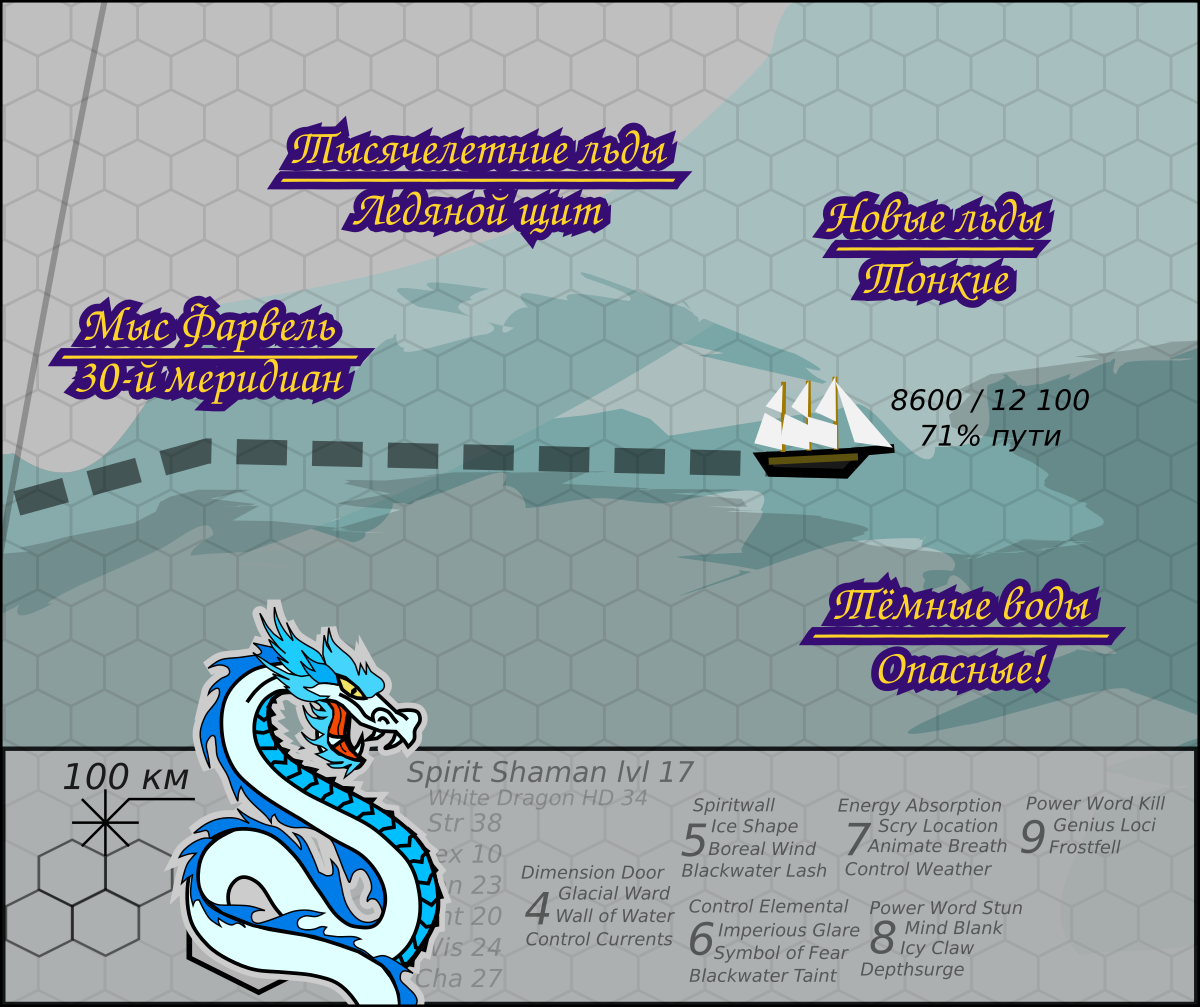 Тысячелетние льды
Ледяной щит
Новые льды
Тонкие
Мыс Фарвель
30-й меридиан
8600 / 12 100
71% пути
Тёмные воды
Опасные!
100 км
Spirit Shaman lvl 17
White Dragon HD 34
Str 38
ex 10
n 23
nt 20
Wis 24
Cha 27
Dimension Door
4 Glacial Ward
Wall of Water
Control Currents
Spiritwall
5 Ice Shape
Boreal Wind
Blackwater Lash
Control Elemental
6 Imperious Glare
Symbol of Fear
Blackwater Taint
Energy Absorption
7 Scry Location
Animate Breath
Control Weather
Power Word Stun
8 Mind Blank
Icy Claw
Depthsurge
Power Word Kill
9 Genius Loci
Frostfell